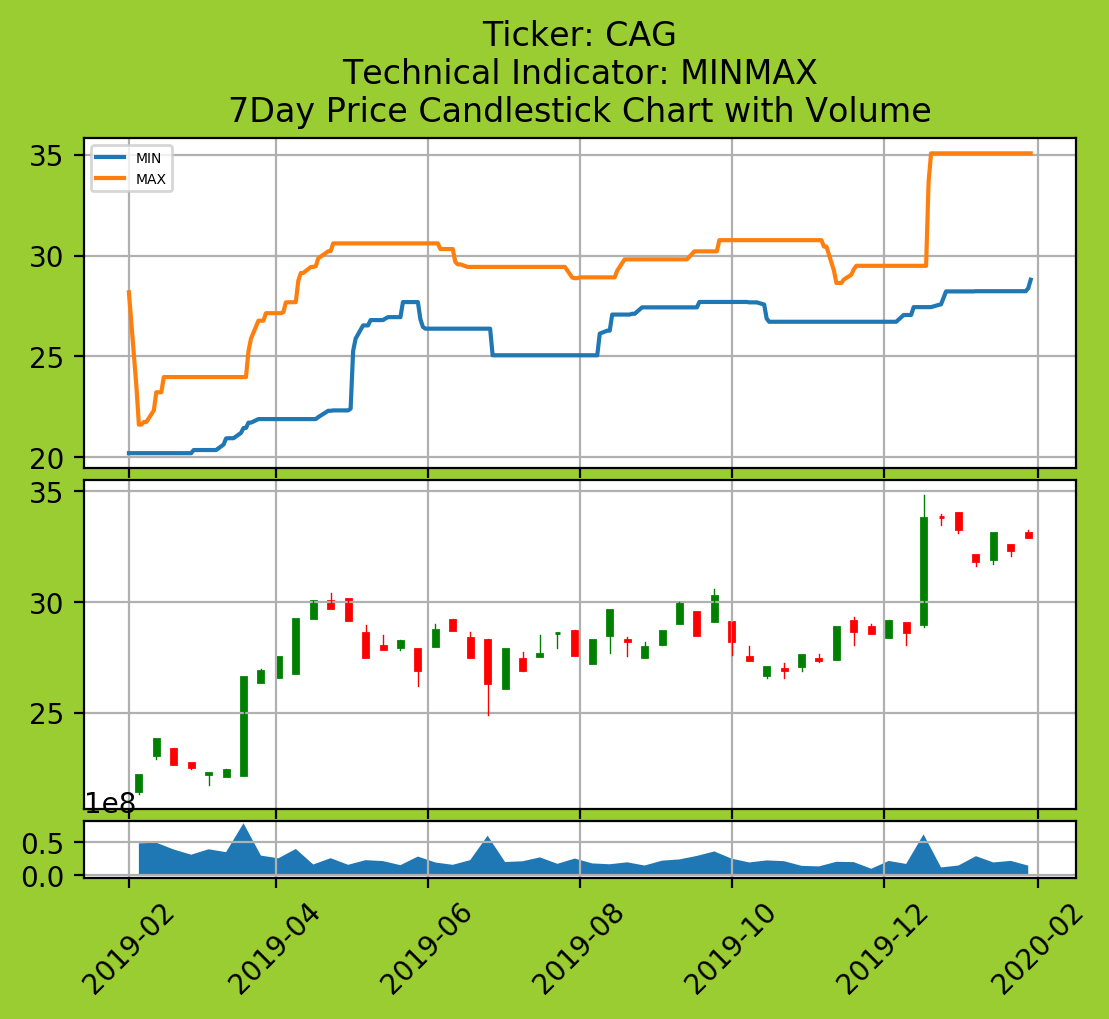 Ticker: CAG
Technical Indicator: MINMAX
7Day Price Candlestick Chart with Volume
35
30
25
20
MIN
MAX
35
30
25
1e8
0.5
0.0
2019-02
2019-04
2019-06
2019-08
2019-10
2019-12
2020-02